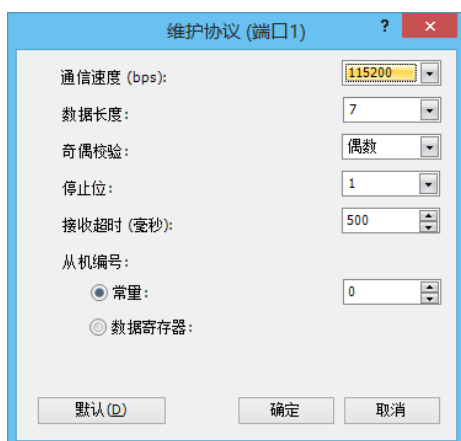 维护协议 (端口1)
? ×
通信速度 (bps): 115200
数据长度: 7
奇偶校验: 偶数
停止位: 1
接收超时 (毫秒): 500
从机编号:
常量: 0
数据寄存器:
默认(D) 确定 取消